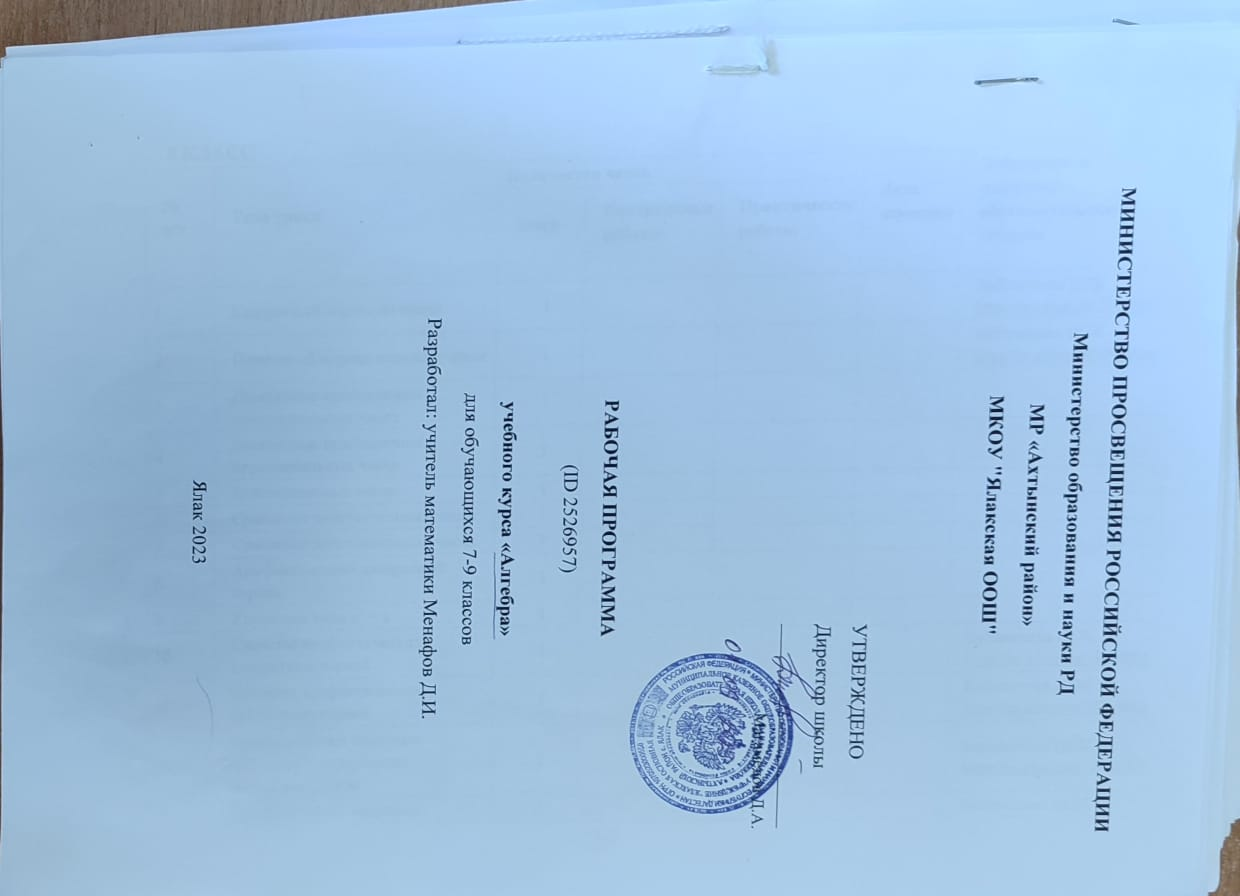 МИНИСТЕРСТВО ПРОСВЕЩЕНИЯ РОССИЙСКОЙ ФЕДЕРАЦИИ
Министерство образования и науки РД
МР «Ахтынский район»
МКОУ "Ялакская ООШ"
УТВЕРЖДЕНО
Директор школы
Д.А.
РАБОЧАЯ ПРОГРАММА
(ID 2526957)
учебного курса «Алгебра»
для обучающихся 7-9 классов
Разработал: учитель математики Менафов Д.И.
Ялак 2023